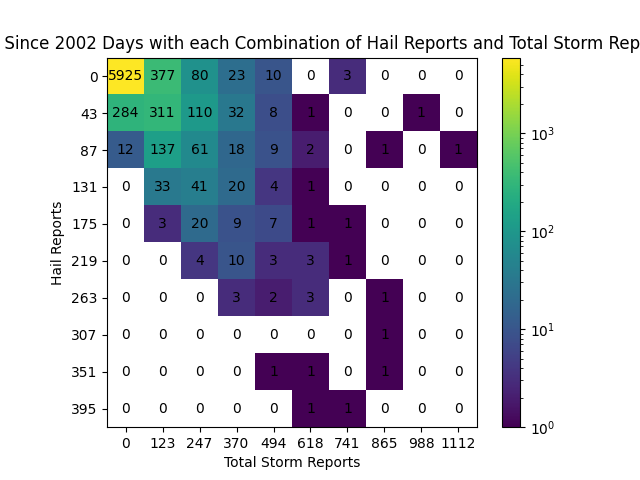 Since 2002 Days with each Combination of Hail Reports and Total Storm Rep
0 5925 377 80 23 10 0 3 0 0 0
43 284 311 110 32 8 1 0 0 1 0
87 12 137 61 18 9 2 0 1 0 1
131 0 33 41 20 4 1 0 0 0 0
175 0 3 20 9 7 1 1 0 0 0
219 0 0 4 10 3 3 1 0 0 0
263 0 0 0 3 2 3 0 1 0 0
307 0 0 0 0 0 0 0 1 0 0
351 0 0 0 0 1 1 0 1 0 0
395 0 0 0 0 0 1 1 0 0 0
0 123 247 370 494 618 741 865 988 1112
Total Storm Reports
Hail Reports
10³
10²
10¹
10⁰